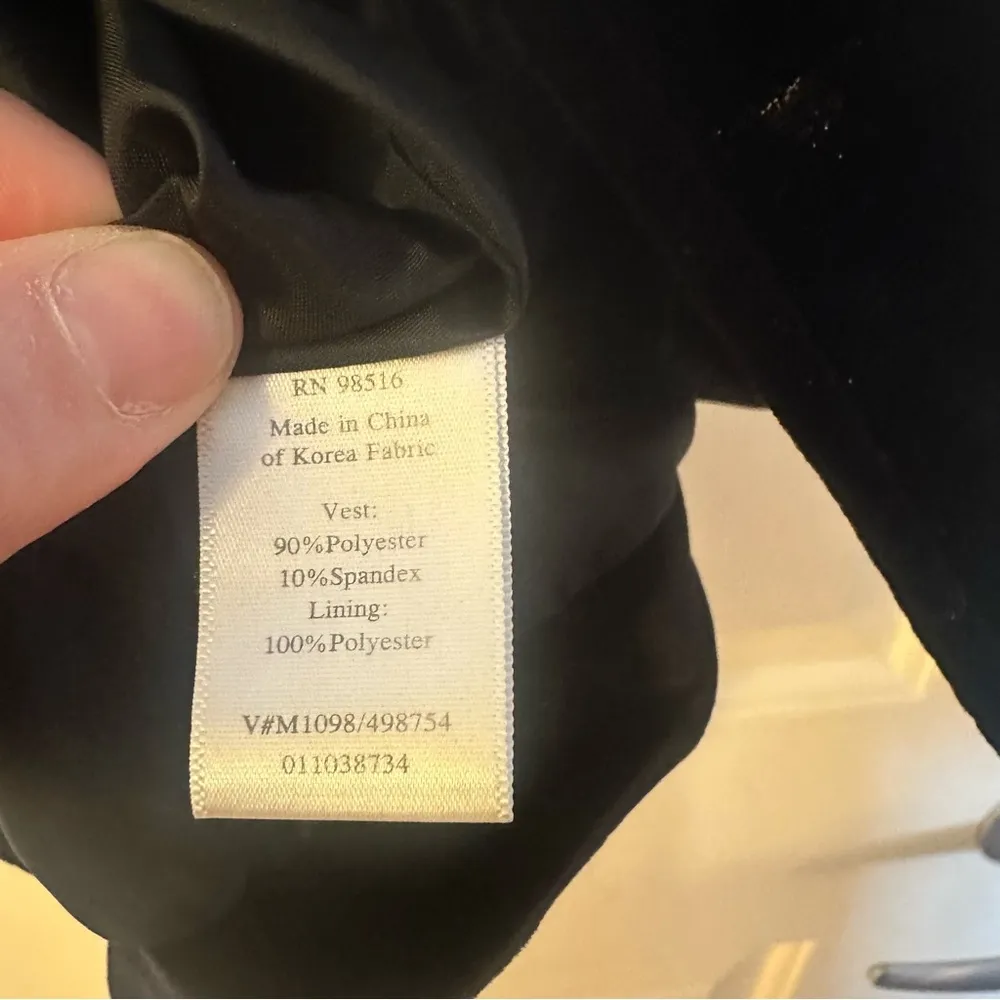 RN 98516
Made in China
of Korea Fabric
Vest:
90%Polyester
10%Spandex
Lining:
100%Polyester
V#M1098/498754
011038734